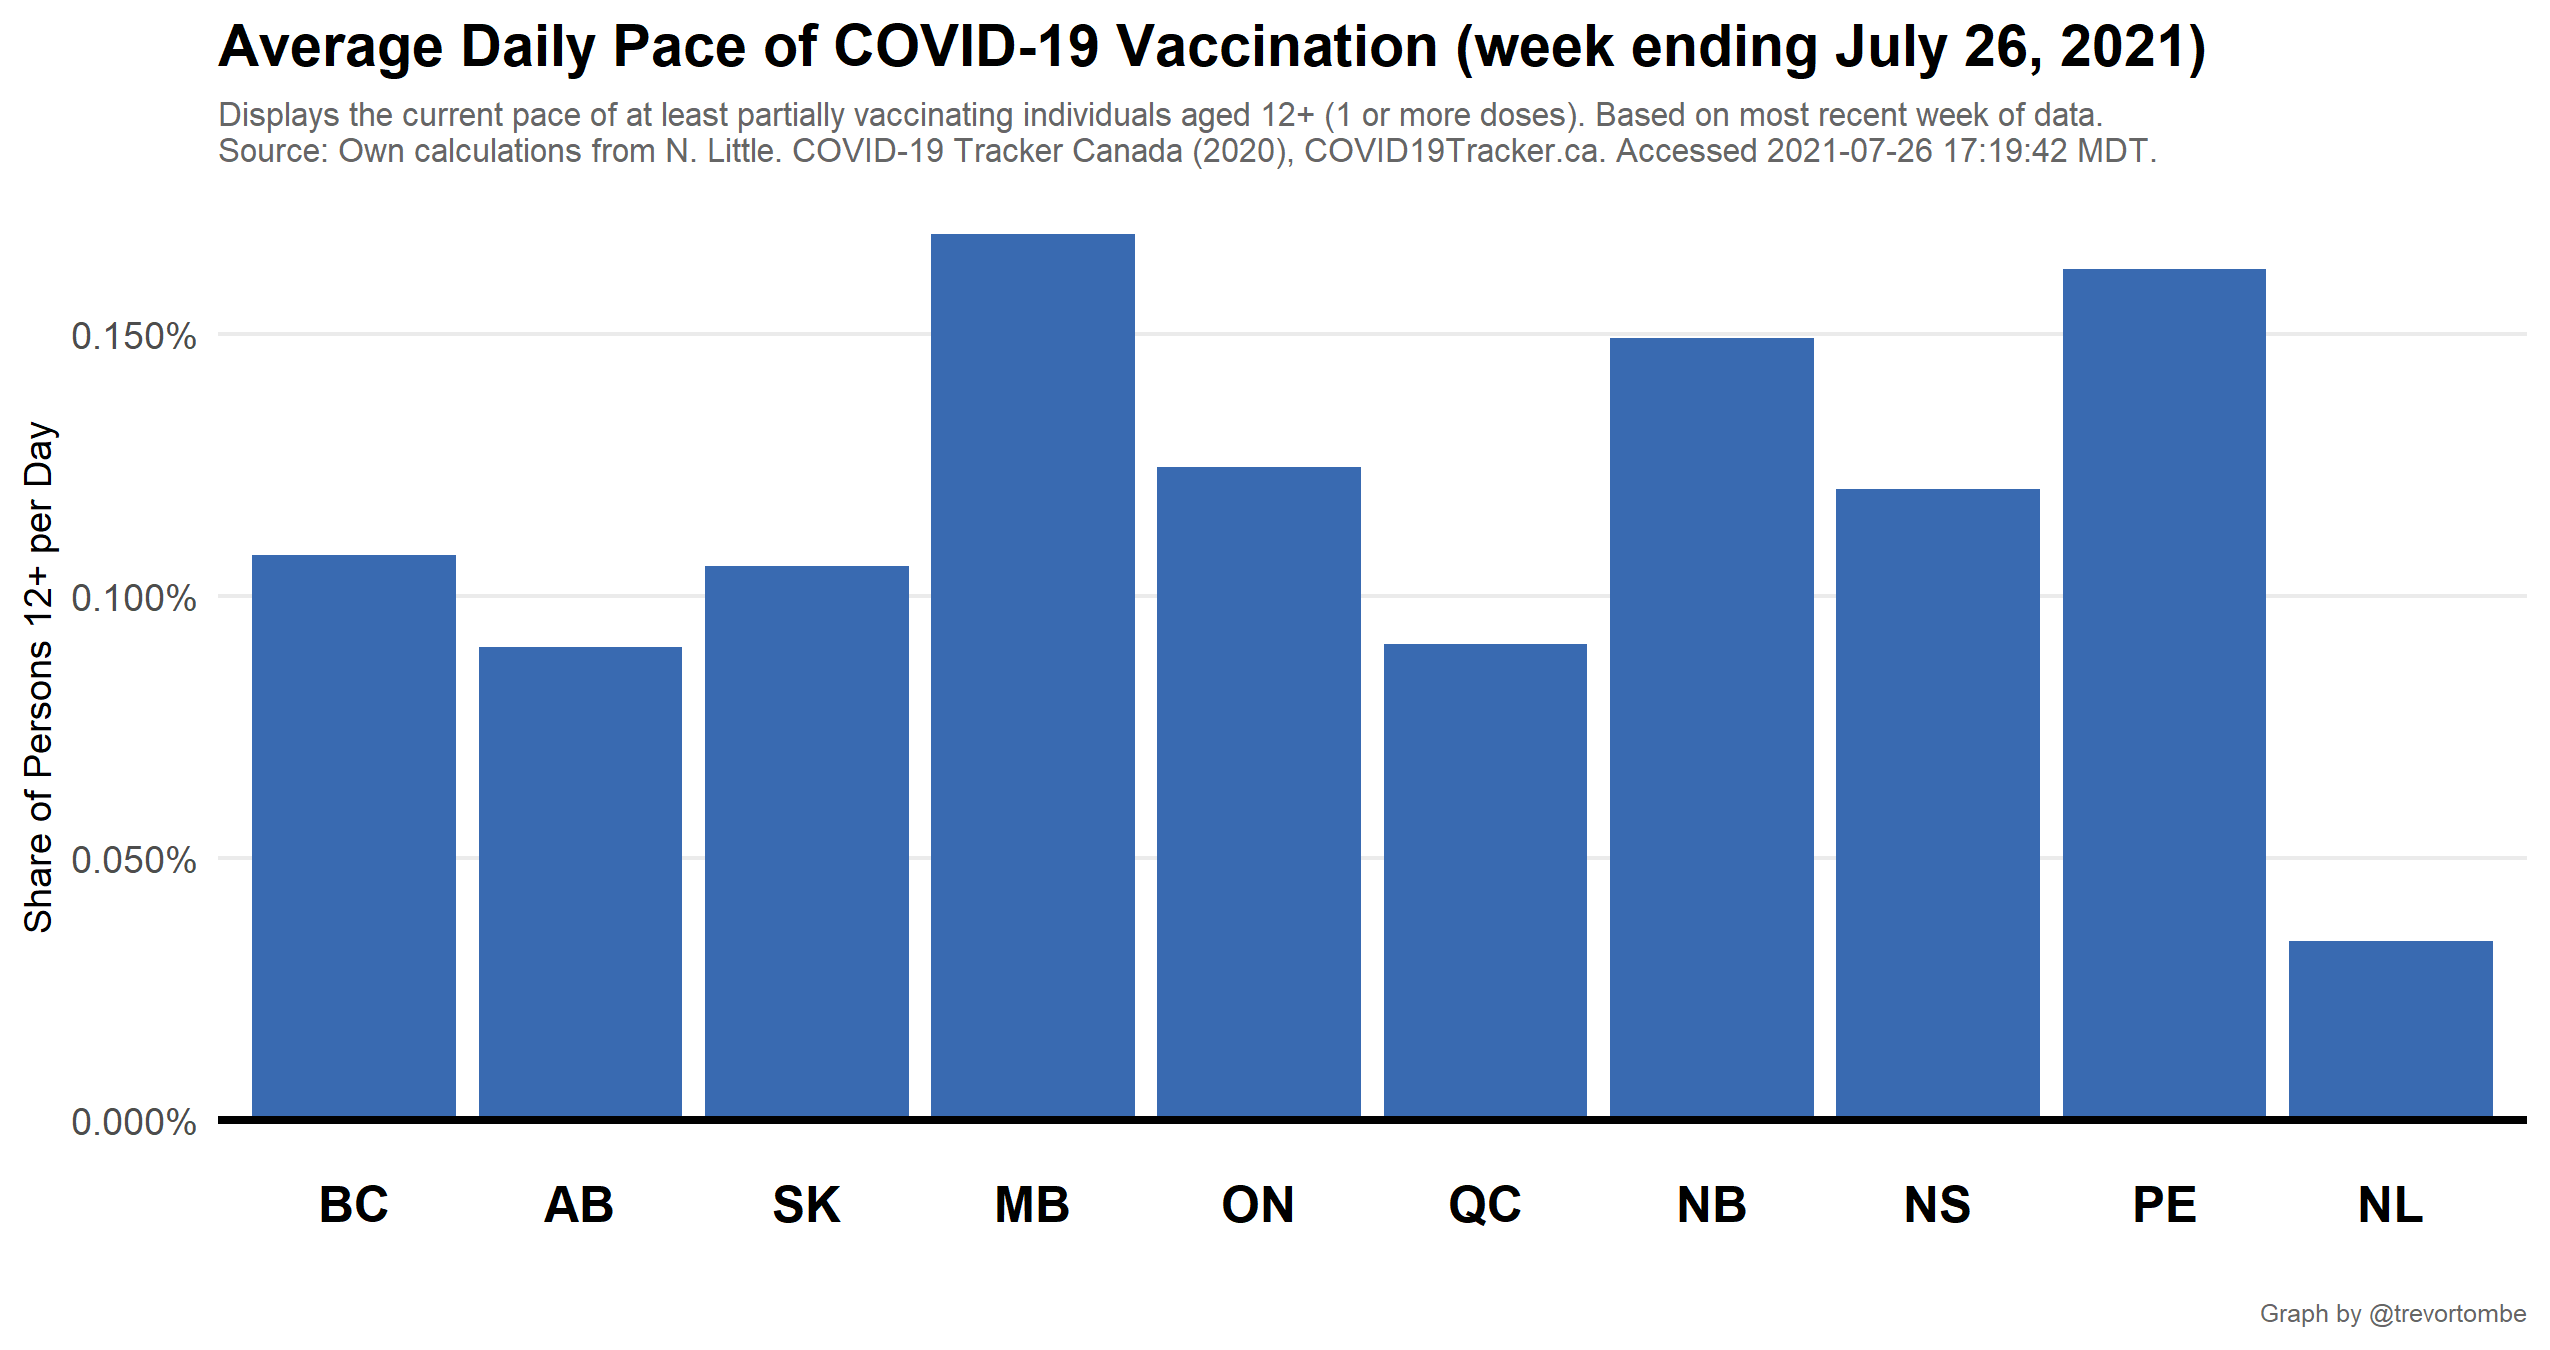 Average Daily Pace of COVID-19 Vaccination (week ending July 26, 2021)
Displays the current pace of at least partially vaccinating individuals aged 12+ (1 or more doses). Based on most recent week of data.
Source: Own calculations from N. Little. COVID-19 Tracker Canada (2020), COVID19Tracker.ca. Accessed 2021-07-26 17:19:42 MDT.
Share of Persons 12+ per Day
0.150%
0.100%
0.050%
0.000%
BC AB SK MB ON QC NB NS PE NL
Graph by @trevortombe